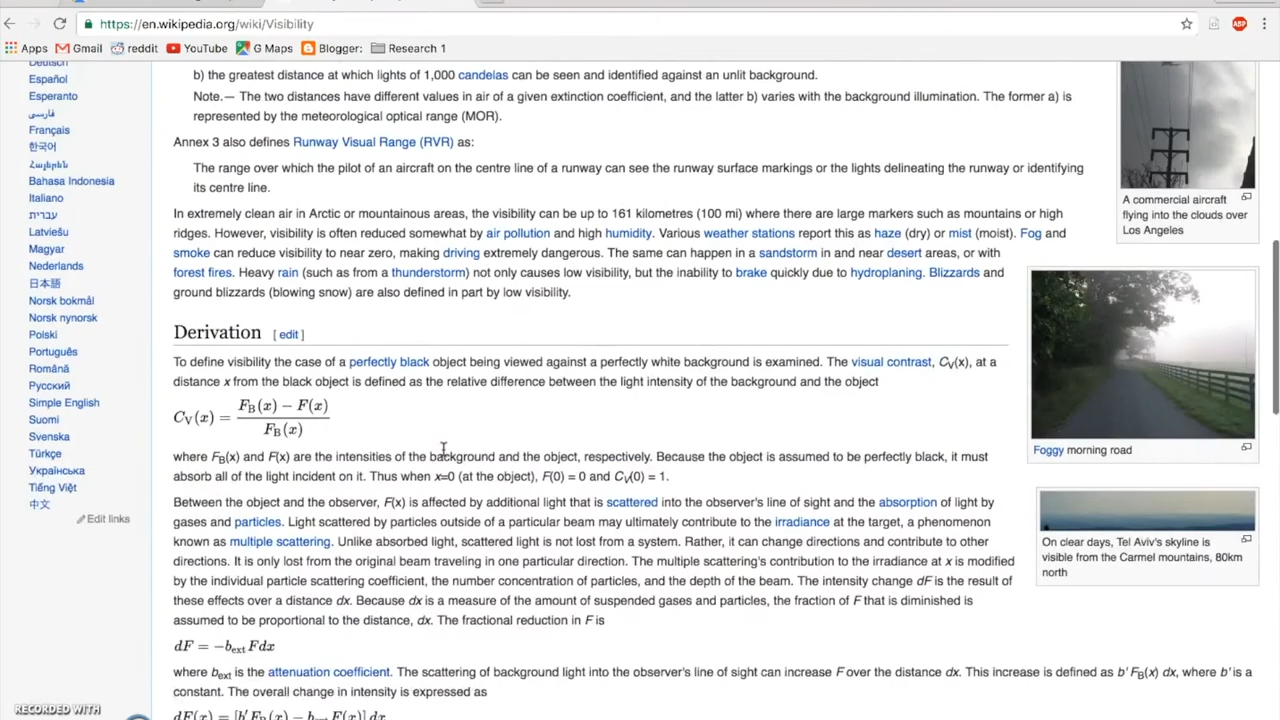 https://en.wikipedia.org/wiki/Visibility
Apps Gmail reddit YouTube G Maps Blogger: Research 1
Deutsch
Español
Esperanto
فارسی
Français
한국어
Հայերեն
Bahasa Indonesia
Italiano
עברית
Latviešu
Magyar
Nederlands
日本語
Norsk bokmål
Norsk nynorsk
Polski
Português
Română
Русский
Simple English
Suomi
Svenska
Türkçe
Українська
Tiếng Việt
中文
Edit links
b) the greatest distance at which lights of 1,000 candelas can be seen and identified against an unlit background.
Note.— The two distances have different values in air of a given extinction coefficient, and the latter b) varies with the background illumination. The former a) is
represented by the meteorological optical range (MOR).
Annex 3 also defines Runway Visual Range (RVR) as:
The range over which the pilot of an aircraft on the centre line of a runway can see the runway surface markings or the lights delineating the runway or identifying
its centre line.
In extremely clean air in Arctic or mountainous areas, the visibility can be up to 161 kilometres (100 mi) where there are large markers such as mountains or high
ridges. However, visibility is often reduced somewhat by air pollution and high humidity. Various weather stations report this as haze (dry) or mist (moist). Fog and
smoke can reduce visibility to near zero, making driving extremely dangerous. The same can happen in a sandstorm in and near desert areas, or with
forest fires. Heavy rain (such as from a thunderstorm) not only causes low visibility, but the inability to brake quickly due to hydroplaning. Blizzards and
ground blizzards (blowing snow) are also defined in part by low visibility.
Derivation [ edit ]
To define visibility the case of a perfectly black object being viewed against a perfectly white background is examined. The visual contrast, CV(x), at a
distance x from the black object is defined as the relative difference between the light intensity of the background and the object
CV(x) = FB(x) − F(x) / FB(x)
where FB(x) and F(x) are the intensities of the background and the object, respectively. Because the object is assumed to be perfectly black, it must
absorb all of the light incident on it. Thus when x=0 (at the object), F(0) = 0 and CV(0) = 1.
Between the object and the observer, F(x) is affected by additional light that is scattered into the observer's line of sight and the absorption of light by
gases and particles. Light scattered by particles outside of a particular beam may ultimately contribute to the irradiance at the target, a phenomenon
known as multiple scattering. Unlike absorbed light, scattered light is not lost from a system. Rather, it can change directions and contribute to other
directions. It is only lost from the original beam traveling in one particular direction. The multiple scattering's contribution to the irradiance at x is modified
by the individual particle scattering coefficient, the number concentration of particles, and the depth of the beam. The intensity change dF is the result of
these effects over a distance dx. Because dx is a measure of the amount of suspended gases and particles, the fraction of F that is diminished is
assumed to be proportional to the distance, dx. The fractional reduction in F is
dF = −bext Fdx
where bext is the attenuation coefficient. The scattering of background light into the observer's line of sight can increase F over the distance dx. This increase is defined as b' FB(x) dx, where b' is a
constant. The overall change in intensity is expressed as
dF(x) = [b′FB(x) − bext F(x)] dx
A commercial aircraft
flying into the clouds over
Los Angeles
Foggy morning road
On clear days, Tel Aviv's skyline is
visible from the Carmel mountains, 80km
north
RECORDED WITH